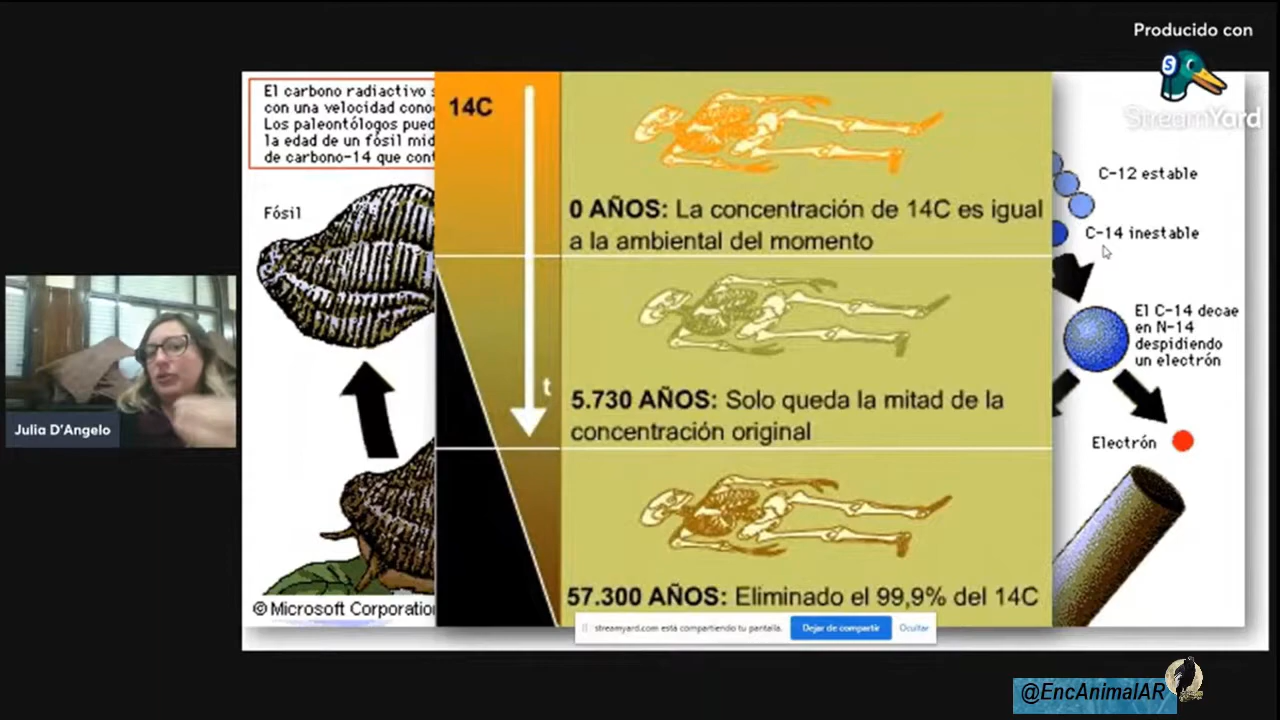 Producido con
StreamYard
El carbono radiactivo
con una velocidad cono
Los paleontólogos pued
la edad de un fósil mid
de carbono-14 que cont
Fósil
© Microsoft Corporatio
14C
t
0 AÑOS: La concentración de 14C es igual
a la ambiental del momento
5.730 AÑOS: Solo queda la mitad de la
concentración original
57.300 AÑOS: Eliminado el 99,9% del 14C
C-12 estable
C-14 inestable
El C-14 decae
en N-14
despidiendo
un electrón
Electrón
streamyard.com está compartiendo tu pantalla.
Dejar de compartir
Ocultar
Julia D'Angelo
@EncAnimalAR